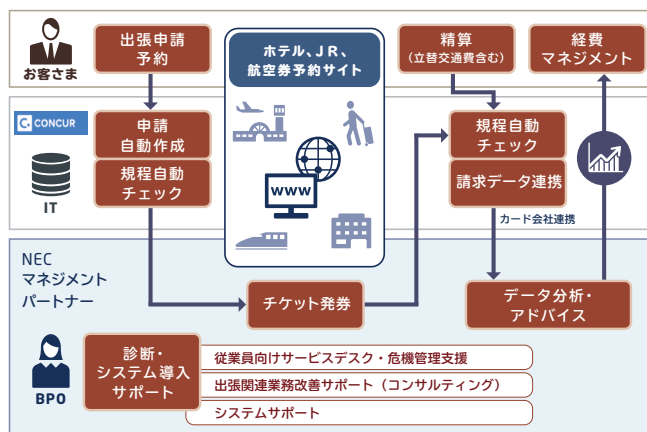 お客さま
出張申請
予約
ホテル、JR、
航空券予約サイト
精算
（立替交通費含む）
経費
マネジメント
CONCUR
IT
申請
自動作成
規程自動
チェック
www
規程自動
チェック
請求データ連携
カード会社連携
NEC
マネジメント
パートナー
チケット発券
データ分析・
アドバイス
BPO
診断・
システム導入
サポート
従業員向けサービスデスク・危機管理支援
出張関連業務改善サポート（コンサルティング）
システムサポート